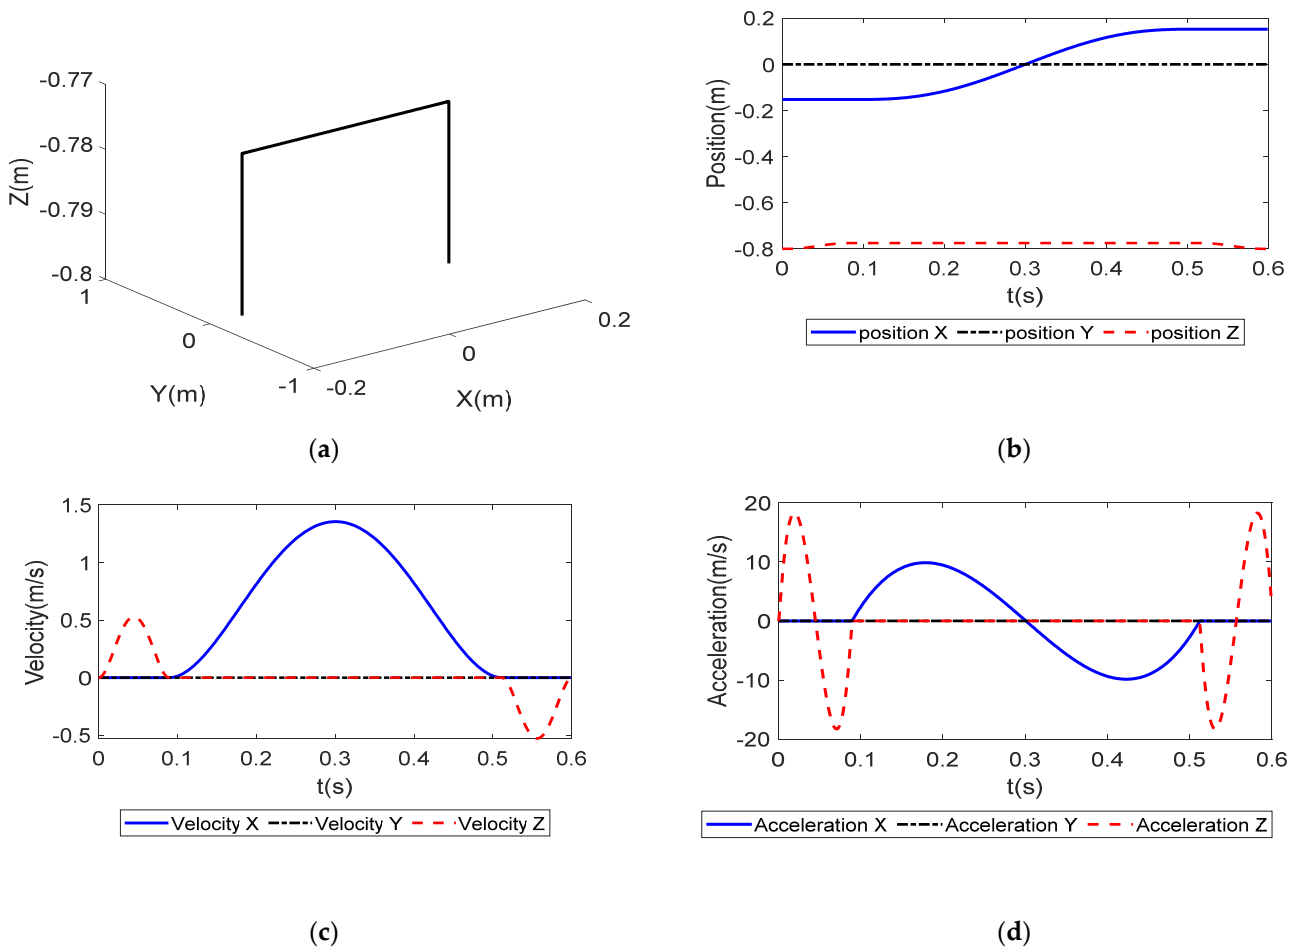 -0.77
-0.78
-0.79
-0.8
Z(m)
1
0
-1
Y(m)
-0.2
0
0.2
X(m)
(a)
0.2
0
-0.2
-0.4
-0.6
-0.8
Position(m)
0 0.1 0.2 0.3 0.4 0.5 0.6
t(s)
position X position Y position Z
(b)
1.5
1
0.5
0
-0.5
Velocity(m/s)
0 0.1 0.2 0.3 0.4 0.5 0.6
t(s)
Velocity X Velocity Y Velocity Z
(c)
20
10
0
-10
-20
Acceleration(m/s)
0 0.1 0.2 0.3 0.4 0.5 0.6
t(s)
Acceleration X Acceleration Y Acceleration Z
(d)